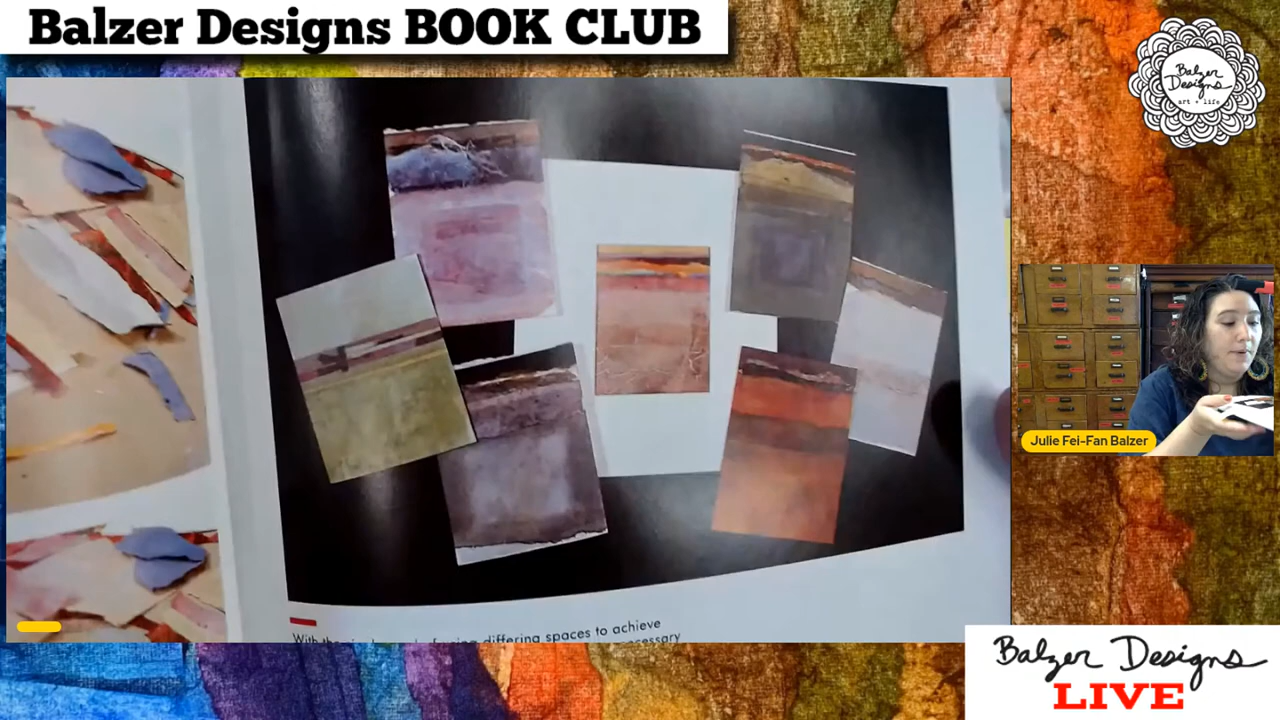 Balzer Designs BOOK CLUB
Balzer
Designs
art + life
Julie Fei-Fan Balzer
differing spaces to achieve
Balzer Designs
LIVE